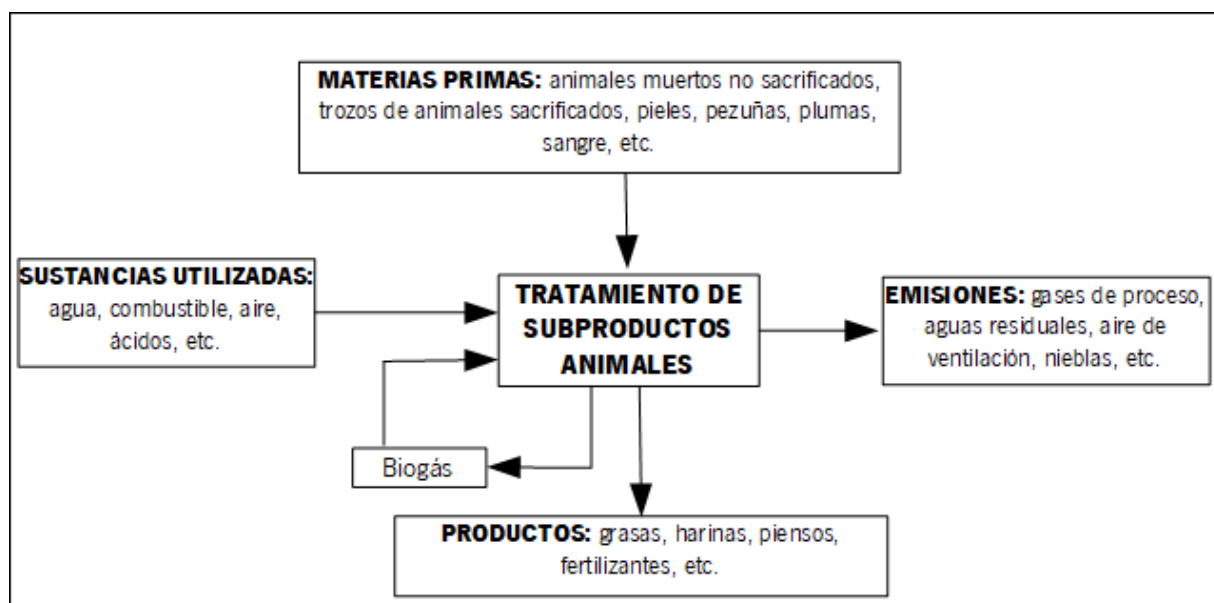 MATERIAS PRIMAS: animales muertos no sacrificados,
trozos de animales sacrificados, pieles, pezuñas, plumas,
sangre, etc.
SUSTANCIAS UTILIZADAS:
agua, combustible, aire,
ácidos, etc.
TRATAMIENTO DE
SUBPRODUCTOS
ANIMALES
EMISIONES: gases de proceso,
aguas residuales, aire de
ventilación, nieblas, etc.
Biogás
PRODUCTOS: grasas, harinas, piensos,
fertilizantes, etc.